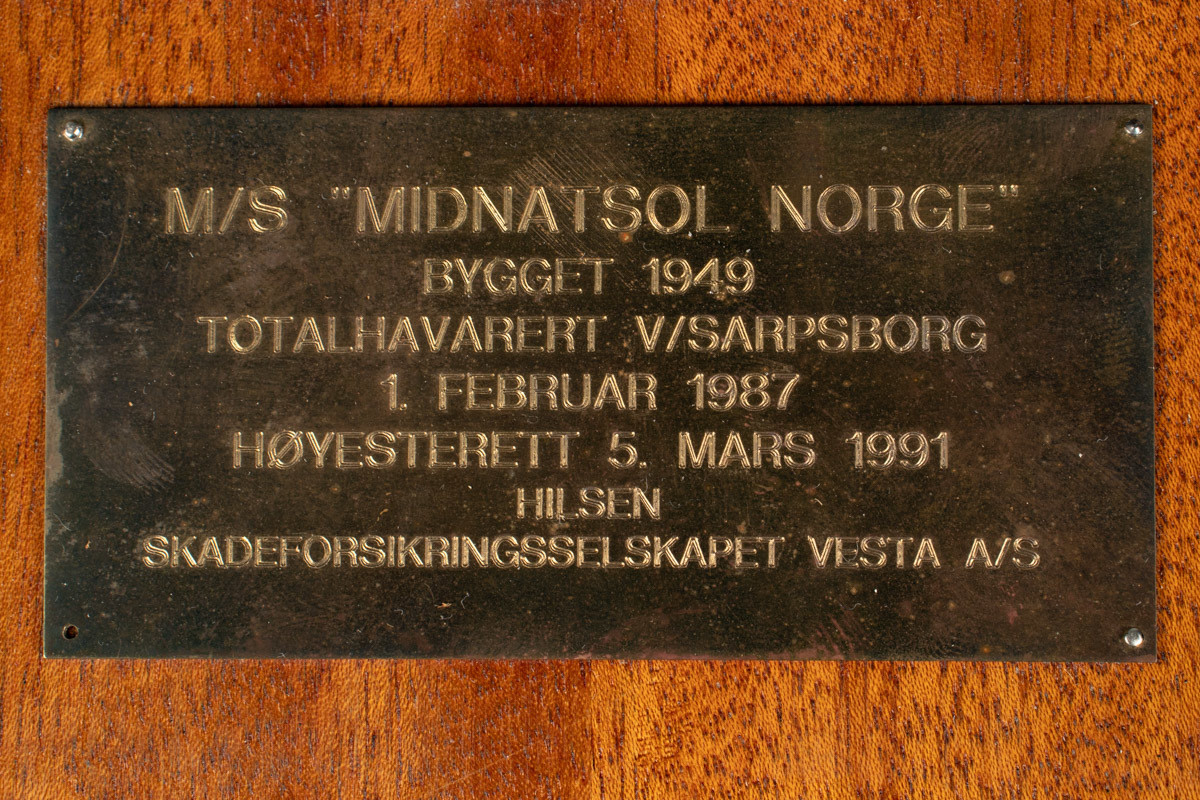 M/S "MIDNATSOL NORGE"
BYGGET 1949
TOTALHAVARERT V/SARPSBORG
1. FEBRUAR 1987
HØYESTERETT 5. MARS 1991
HILSEN
SKADEFORSIKRINGSSELSKAPET VESTA A/S